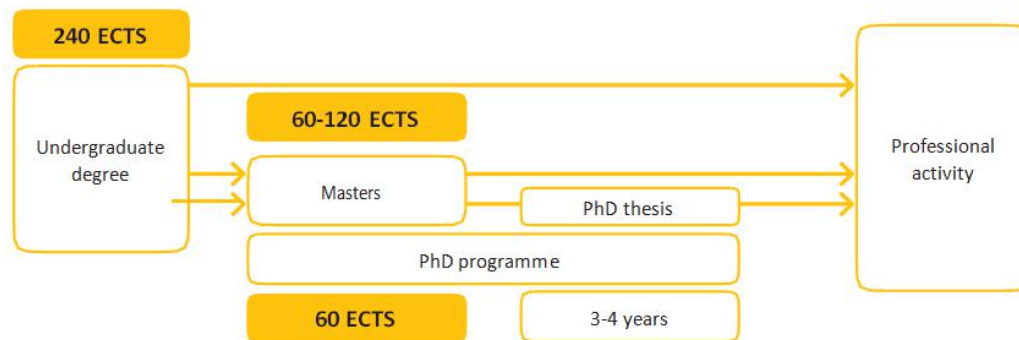 240 ECTS
Undergraduate
degree
60-120 ECTS
Masters
PhD thesis
PhD programme
60 ECTS
3-4 years
Professional
activity